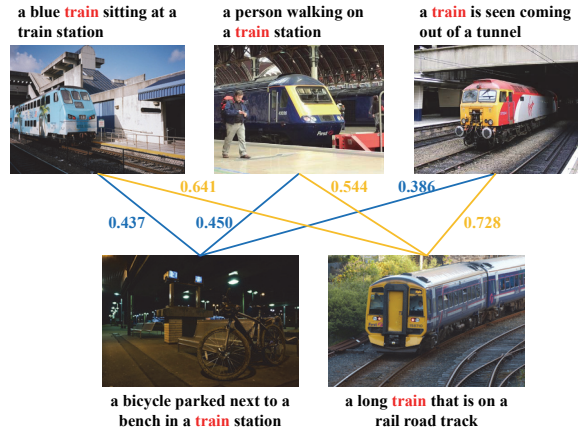 a blue train sitting at a
train station
a person walking on
a train station
a train is seen coming
out of a tunnel
First
0.641
0.544
0.386
0.437
0.450
0.728
a bicycle parked next to a
bench in a train station
a long train that is on a
rail road track